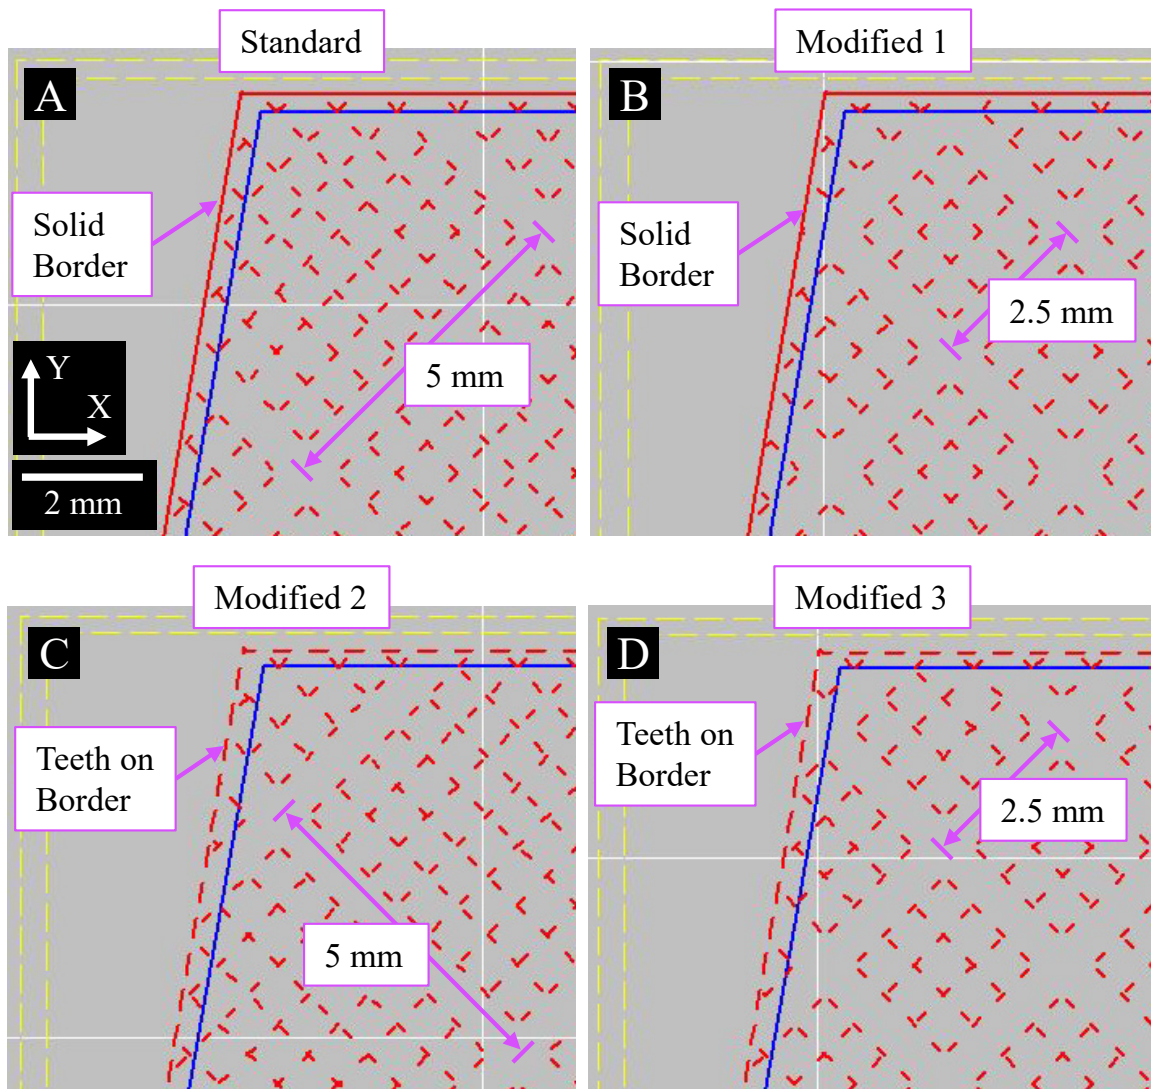 Standard
Modified 1
A
B
Solid
Border
Solid
Border
2.5 mm
5 mm
Y
X
2 mm
Modified 2
Modified 3
C
D
Teeth on
Border
Teeth on
Border
2.5 mm
5 mm